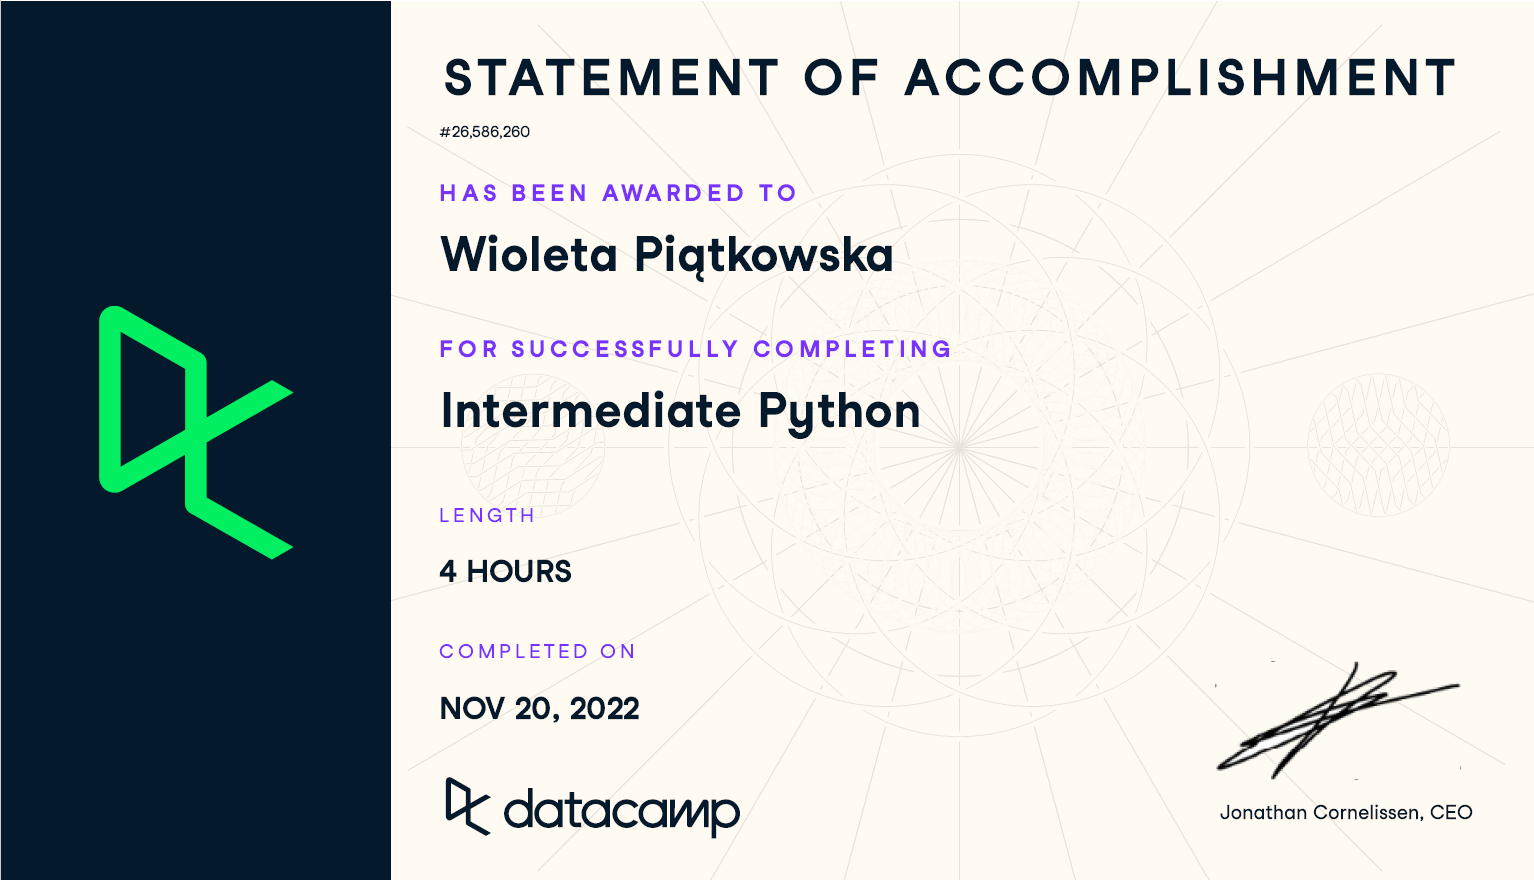 STATEMENT OF ACCOMPLISHMENT
#26,586,260
HAS BEEN AWARDED TO
Wioleta Piątkowska
FOR SUCCESSFULLY COMPLETING
Intermediate Python
LENGTH
4 HOURS
COMPLETED ON
NOV 20, 2022
datacamp
Jonathan Cornelissen, CEO